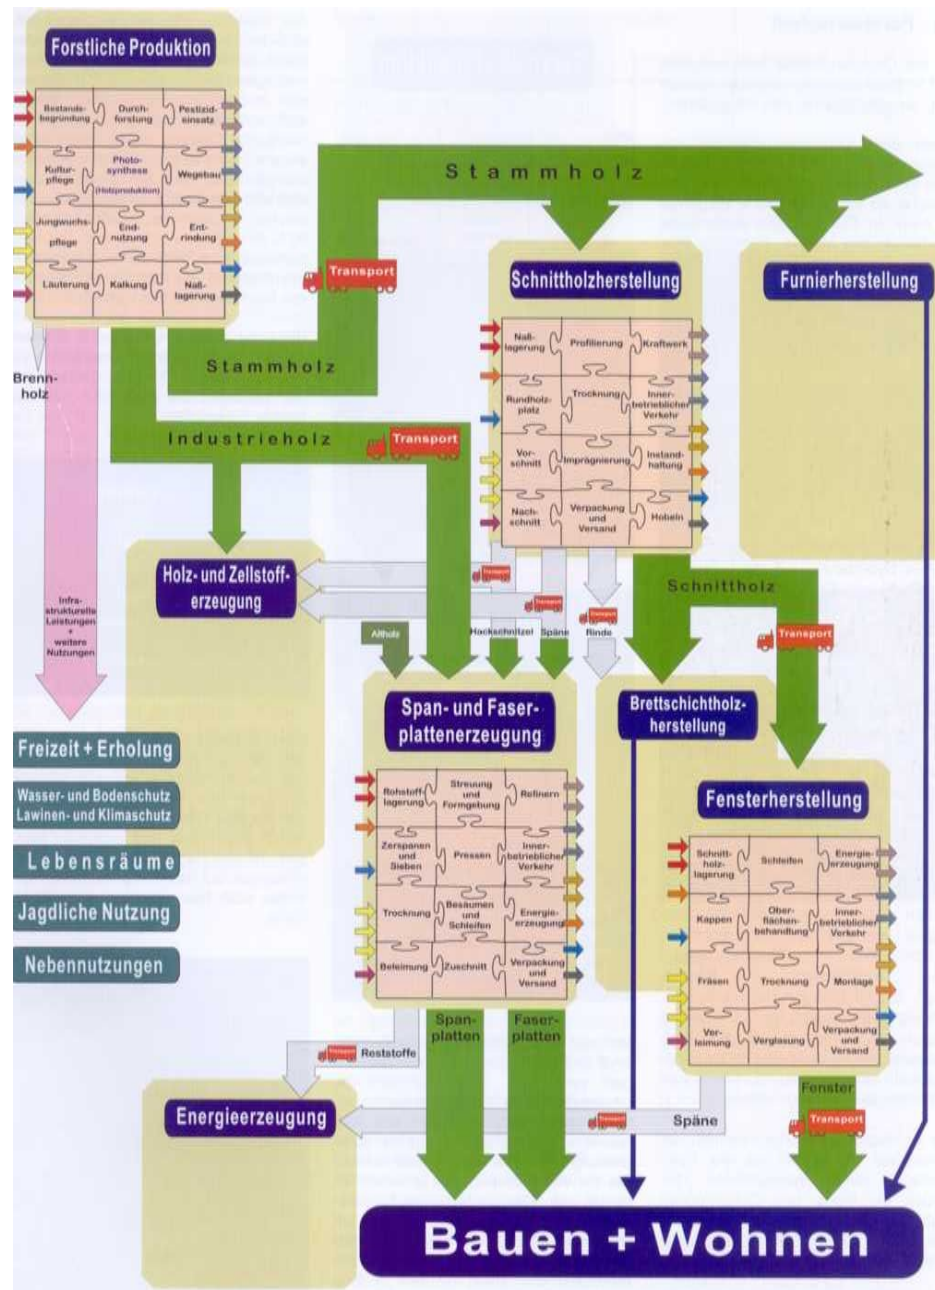 Forstliche Produktion
Bestands-
begründung
Durch-
forstung
Pestizid-
einsatz
Kultur-
pflege
Photo-
synthese
(Holzproduktion)
Wegebau
Jungwuchs-
pflege
End-
nutzung
Ent-
rindung
Läuterung
Kalkung
Naß-
lagerung
Stammholz
Transport
Stammholz
Brenn-
holz
Industrieholz
Transport
Schnittholzherstellung
Naß-
lagerung
Profilierung
Kraftwerk
Rundholz-
platz
Trocknung
Inner-
betrieblicher
Verkehr
Vor-
schnitt
Imprägnierung
Instand-
haltung
Nach-
schnitt
Verpackung
und
Versand
Hobeln
Furnierherstellung
Holz- und Zellstoff-
erzeugung
Transport
Transport
Transport
Altholz
Hackschnitzel
Späne
Rinde
Schnittholz
Transport
Infra-
strukturelle
Leistungen
+
weitere
Nutzungen
Freizeit + Erholung
Wasser- und Bodenschutz
Lawinen- und Klimaschutz
Lebensräume
Jagdliche Nutzung
Nebennutzungen
Span- und Faser-
plattenerzeugung
Rohstoff-
lagerung
Streuung
und
Formgebung
Refinern
Zerspanen
und
Sieben
Pressen
Inner-
betrieblicher
Verkehr
Trocknung
Besäumen
und
Schleifen
Energie-
erzeugung
Beleimung
Zuschnitt
Verpackung
und
Versand
Brettschichtholz-
herstellung
Fensterherstellung
Schnitt-
holz-
lagerung
Schleifen
Energie-
erzeugung
Kappen
Ober-
flächen-
behandlung
Inner-
betrieblicher
Verkehr
Fräsen
Trocknung
Montage
Ver-
leimung
Verglasung
Verpackung
und
Versand
Span-
platten
Faser-
platten
Transport
Reststoffe
Energieerzeugung
Transport
Späne
Fenster
Transport
Bauen + Wohnen